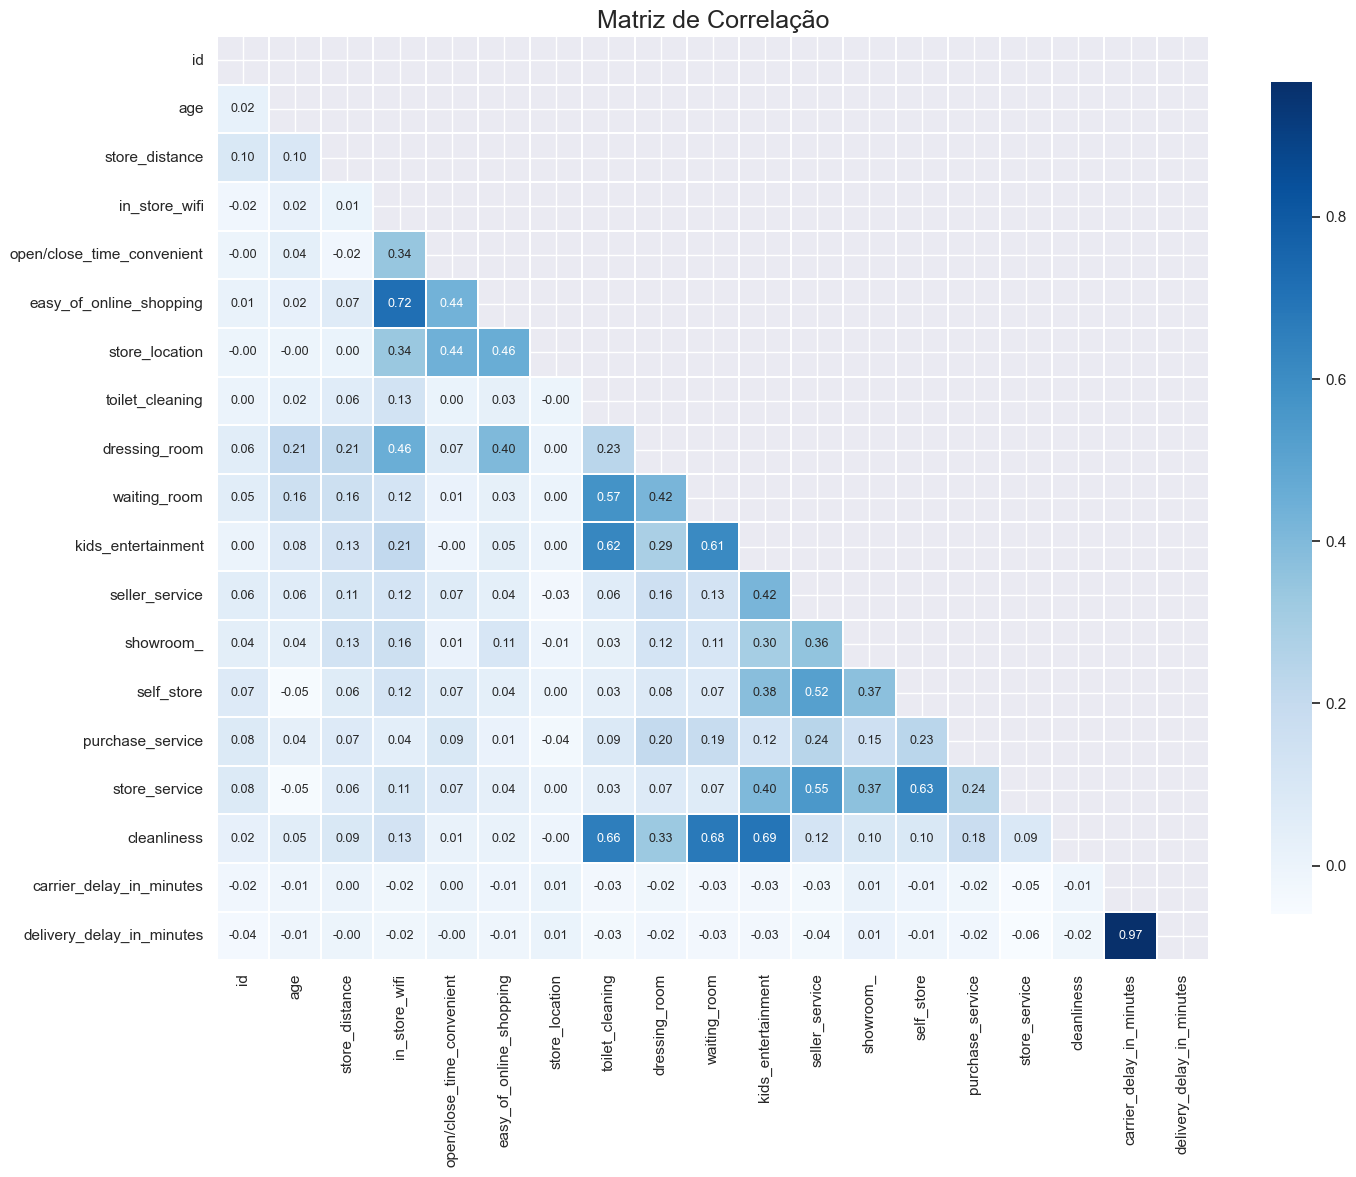 Matriz de Correlação
id
age 0.02
store_distance 0.10 0.10
in_store_wifi -0.02 0.02 0.01
open/close_time_convenient -0.00 0.04 -0.02 0.34
easy_of_online_shopping 0.01 0.02 0.07 0.72 0.44
store_location -0.00 -0.00 0.00 0.34 0.44 0.46
toilet_cleaning 0.00 0.02 0.06 0.13 0.00 0.03 -0.00
dressing_room 0.06 0.21 0.21 0.46 0.07 0.40 0.00 0.23
waiting_room 0.05 0.16 0.16 0.12 0.01 0.03 0.00 0.57 0.42
kids_entertainment 0.00 0.08 0.13 0.21 -0.00 0.05 0.00 0.62 0.29 0.61
seller_service 0.06 0.06 0.11 0.12 0.07 0.04 -0.03 0.06 0.16 0.13 0.42
showroom_ 0.04 0.04 0.13 0.16 0.01 0.11 -0.01 0.03 0.12 0.11 0.30 0.36
self_store 0.07 -0.05 0.06 0.12 0.07 0.04 0.00 0.03 0.08 0.07 0.38 0.52 0.37
purchase_service 0.08 0.04 0.07 0.04 0.09 0.01 -0.04 0.09 0.20 0.19 0.12 0.24 0.15 0.23
store_service 0.08 -0.05 0.06 0.11 0.07 0.04 0.00 0.03 0.07 0.07 0.40 0.55 0.37 0.63 0.24
cleanliness 0.02 0.05 0.09 0.13 0.01 0.02 -0.00 0.66 0.33 0.68 0.69 0.12 0.10 0.10 0.18 0.09
carrier_delay_in_minutes -0.02 -0.01 0.00 -0.02 0.00 -0.01 0.01 -0.03 -0.02 -0.03 -0.03 -0.03 0.01 -0.01 -0.02 -0.05 -0.01
delivery_delay_in_minutes -0.04 -0.01 -0.00 -0.02 -0.00 -0.01 0.01 -0.03 -0.02 -0.03 -0.03 -0.04 0.01 -0.01 -0.02 -0.06 -0.02 0.97
id
age
store_distance
in_store_wifi
open/close_time_convenient
easy_of_online_shopping
store_location
toilet_cleaning
dressing_room
waiting_room
kids_entertainment
seller_service
showroom_
self_store
purchase_service
store_service
cleanliness
carrier_delay_in_minutes
delivery_delay_in_minutes
0.8
0.6
0.4
0.2
0.0